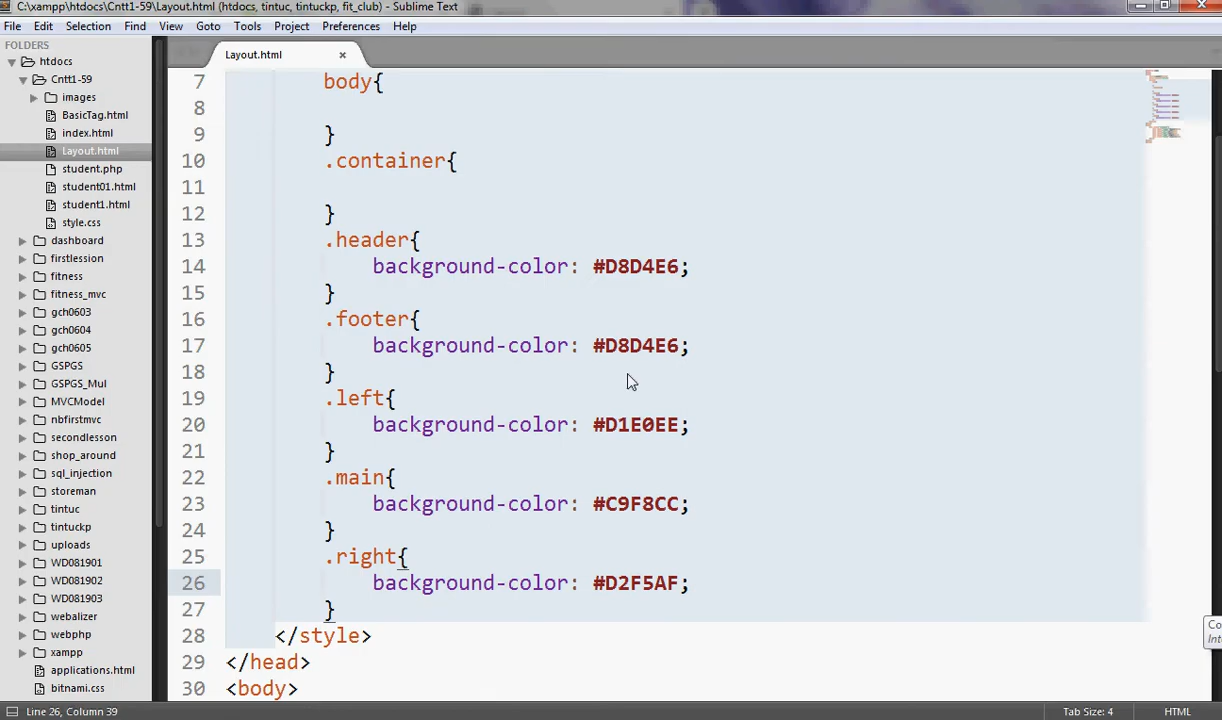 C:\xampp\htdocs\Cntt1-59\Layout.html (htdocs, tintuc, tintuckp, fit_club) - Sublime Text
File Edit Selection Find View Goto Tools Project Preferences Help
FOLDERS
htdocs
Cntt1-59
images
BasicTag.html
index.html
Layout.html
student.php
student01.html
student1.html
style.css
dashboard
firstlession
fitness
fitness_mvc
gch0603
gch0604
gch0605
GSPGS
GSPGS_Mul
MVCModel
nbfirstmvc
secondlesson
shop_around
sql_injection
storeman
tintuc
tintuckp
uploads
WD081901
WD081902
WD081903
webalizer
webphp
xampp
applications.html
bitnami.css
Layout.html
7 body{
8
9 }
10 .container{
11
12 }
13 .header{
14 background-color: #D8D4E6;
15 }
16 .footer{
17 background-color: #D8D4E6;
18 }
19 .left{
20 background-color: #D1E0EE;
21 }
22 .main{
23 background-color: #C9F8CC;
24 }
25 .right{
26 background-color: #D2F5AF;
27 }
28 </style>
29 </head>
30 <body>
Line 26, Column 39 Tab Size: 4 HTML